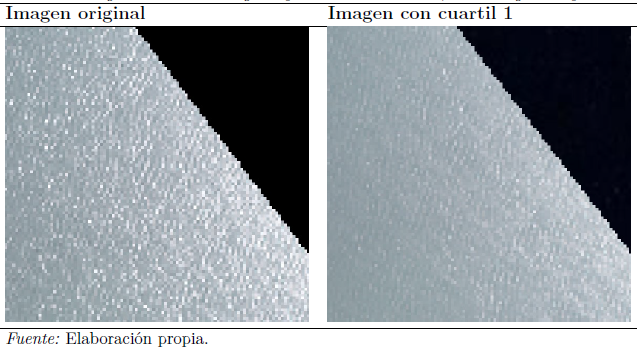 Imagen original
Imagen con cuartil 1
Fuente: Elaboración propia.